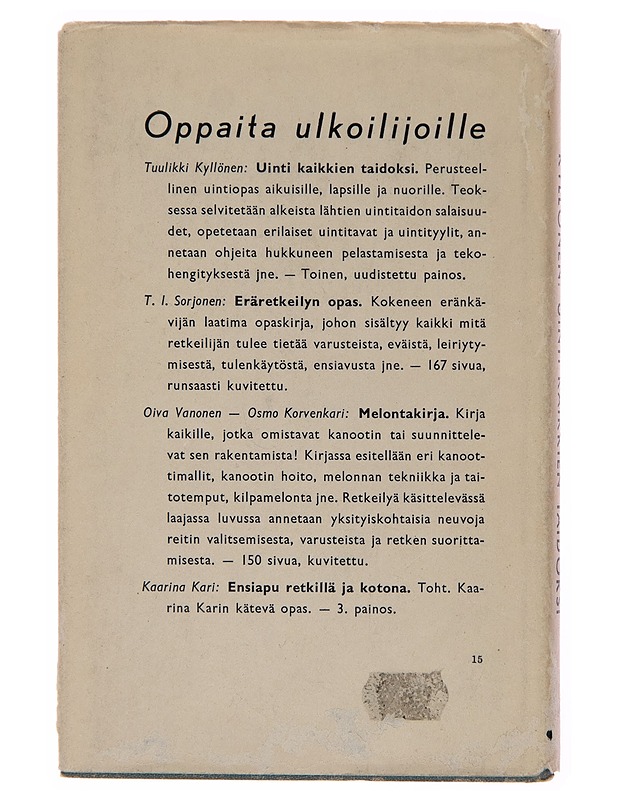 Oppaita ulkoilijoille
Tuulikki Kyllönen: Uinti kaikkien taidoksi. Perusteel-
linen uintiopas aikuisille, lapsille ja nuorille. Teok-
sessa selvitetään alkeista lähtien uintitaidon salaisuu-
det, opetetaan erilaiset uintitavat ja uintityylit, an-
netaan ohjeita hukkuneen pelastamisesta ja teko-
hengityksestä jne. — Toinen, uudistettu painos.
T. I. Sorjonen: Eräretkeilyn opas. Kokeneen eränkä-
vijän laatima opaskirja, johon sisältyy kaikki mitä
retkeilijän tulee tietää varusteista, eväistä, leiriyty-
misestä, tulenkäytöstä, ensiavusta jne. — 167 sivua,
runsaasti kuvitettu.
Oiva Vanonen — Osmo Korvenkari: Melontakirja. Kirja
kaikille, jotka omistavat kanootin tai suunnittele-
vat sen rakentamista! Kirjassa esitellään eri kanoot-
timallit, kanootin hoito, melonnan tekniikka ja tai-
totemput, kilpamelonta jne. Retkeilyä käsittelevässä
laajassa luvussa annetaan yksityiskohtaisia neuvoja
reitin valitsemisesta, varusteista ja retken suoritta-
misesta. — 150 sivua, kuvitettu.
Kaarina Kari: Ensiapu retkillä ja kotona. Toht. Kaa-
rina Karin kätevä opas. — 3. painos.
15
KYLLÖNEN: UINTI KAIKKIEN TAIDOKSI